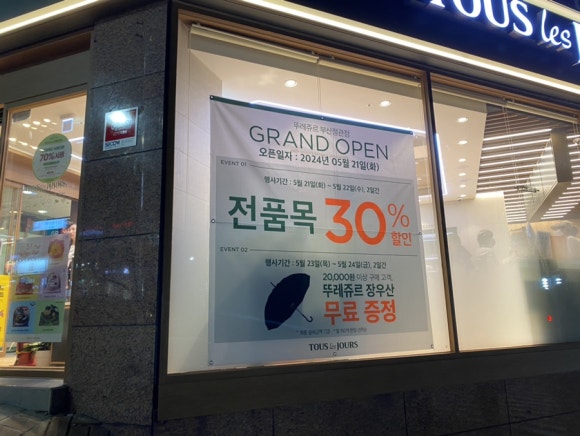 TOUS les JOURS
뚜레쥬르 부산정관점
GRAND OPEN
오픈일자 : 2024년 05월 21일(화)
EVENT 01
행사기간 : 5월 21일(화) ~ 5월 22일(수), 2일간
전품목 30% 할인
EVENT 02
행사기간 : 5월 23일(목) ~ 5월 24일(금), 2일간
20,000원 이상 구매 고객,
뚜레쥬르 장우산
무료 증정
TOUS les JOURS